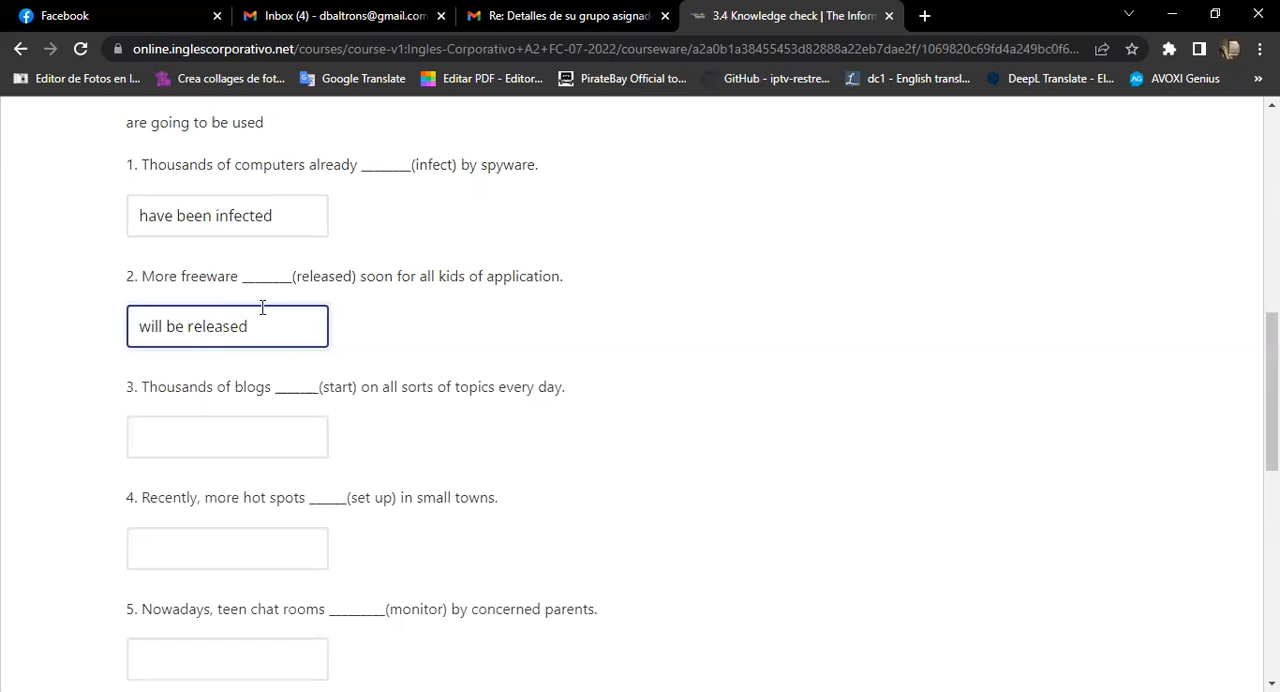 Facebook
Inbox (4) - dbaltrons@gmail.com
Re: Detalles de su grupo asignad
3.4 Knowledge check | The Inform
online.inglescorporativo.net/courses/course-v1:Ingles-Corporativo+A2+FC-07-2022/courseware/a2a0b1a38455453d82888a22eb7dae2f/1069820c69fd4a249bc0f6...
Editor de Fotos en l...
Crea collages de fot...
Google Translate
Editar PDF - Editor...
PirateBay Official to...
GitHub - iptv-restre...
dc1 - English transl...
DeepL Translate - El...
AVOXI Genius
»
are going to be used
1. Thousands of computers already _______(infect) by spyware.
have been infected
2. More freeware _______(released) soon for all kids of application.
will be released
3. Thousands of blogs ______(start) on all sorts of topics every day.
4. Recently, more hot spots _____(set up) in small towns.
5. Nowadays, teen chat rooms ________(monitor) by concerned parents.